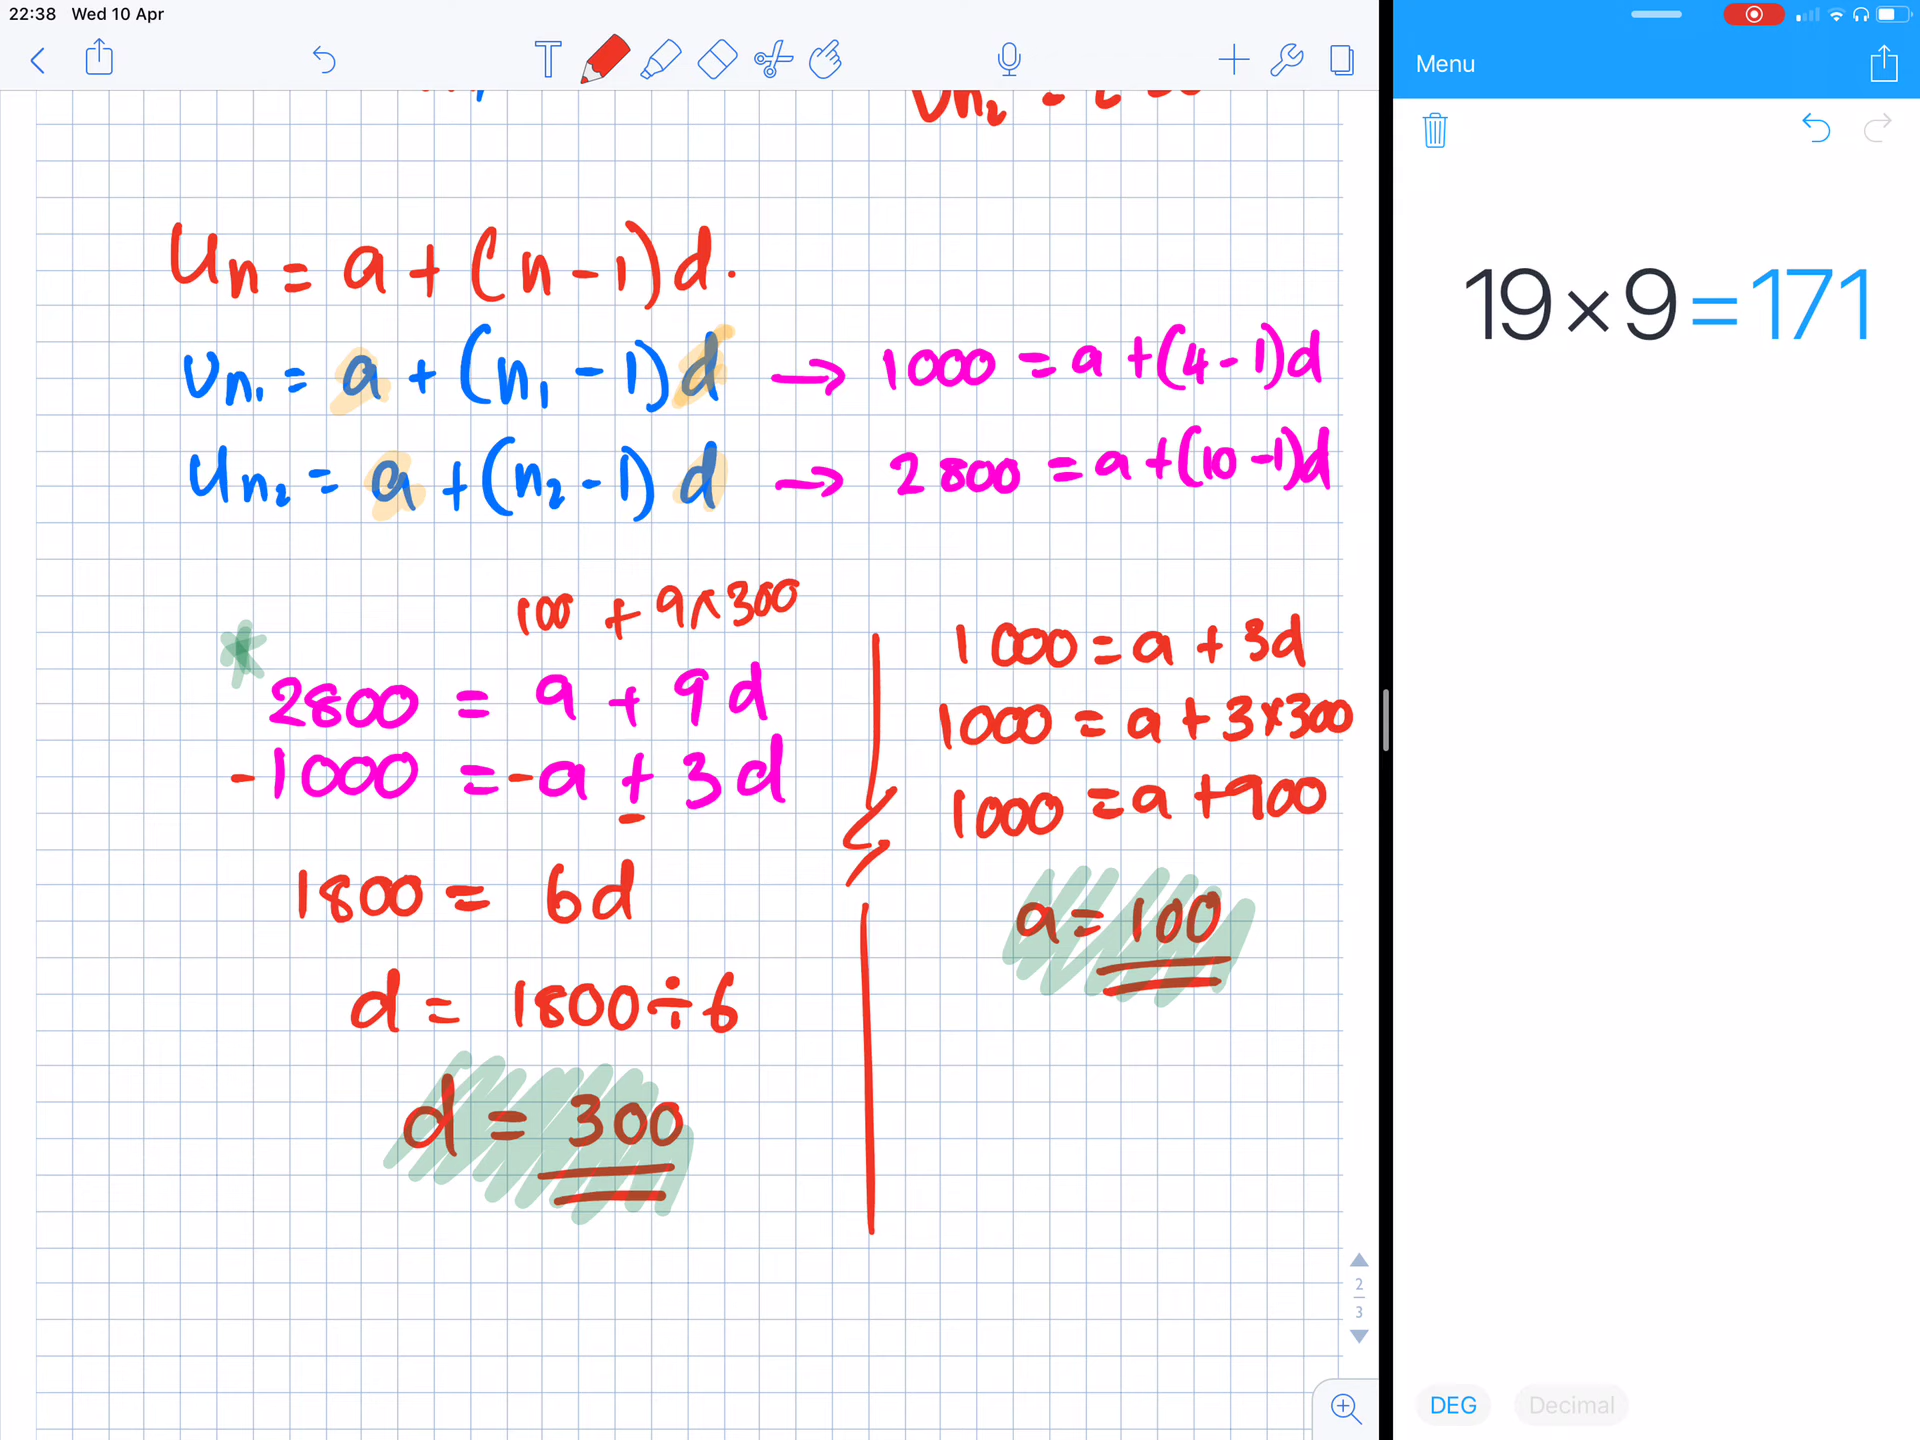 22:38 Wed 10 Apr
Menu
19×9=171
Un = a + (n-1)d.
Un₁ = a + (n₁ - 1)d → 1000 = a + (4-1)d
Un₂ = a + (n₂ - 1)d → 2800 = a + (10-1)d
100 + 9×300
*
2800 = a + 9d
-1000 = -a + 3d
-
1800 = 6d
d = 1800÷6
d = 300
1000 = a + 3d
1000 = a + 3×300
1000 = a + 900
a = 100
2
3
DEG
Decimal